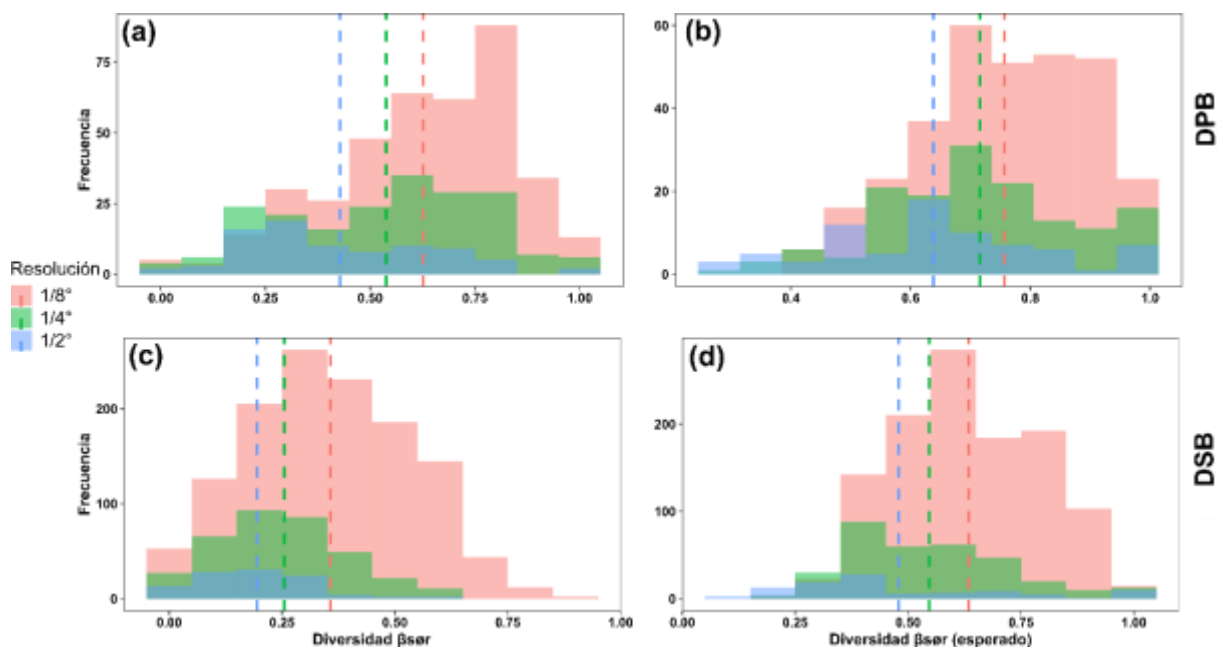 (a)
75
50
25
0
Frecuencia
0.00 0.25 0.50 0.75 1.00
(b)
60
40
20
0
0.4 0.6 0.8 1.0
DPB
Resolución
1/8°
1/4°
1/2°
(c)
200
100
0
Frecuencia
0.00 0.25 0.50 0.75 1.00
Diversidad βsør
(d)
200
100
0
0.00 0.25 0.50 0.75 1.00
Diversidad βsør (esperado)
DSB